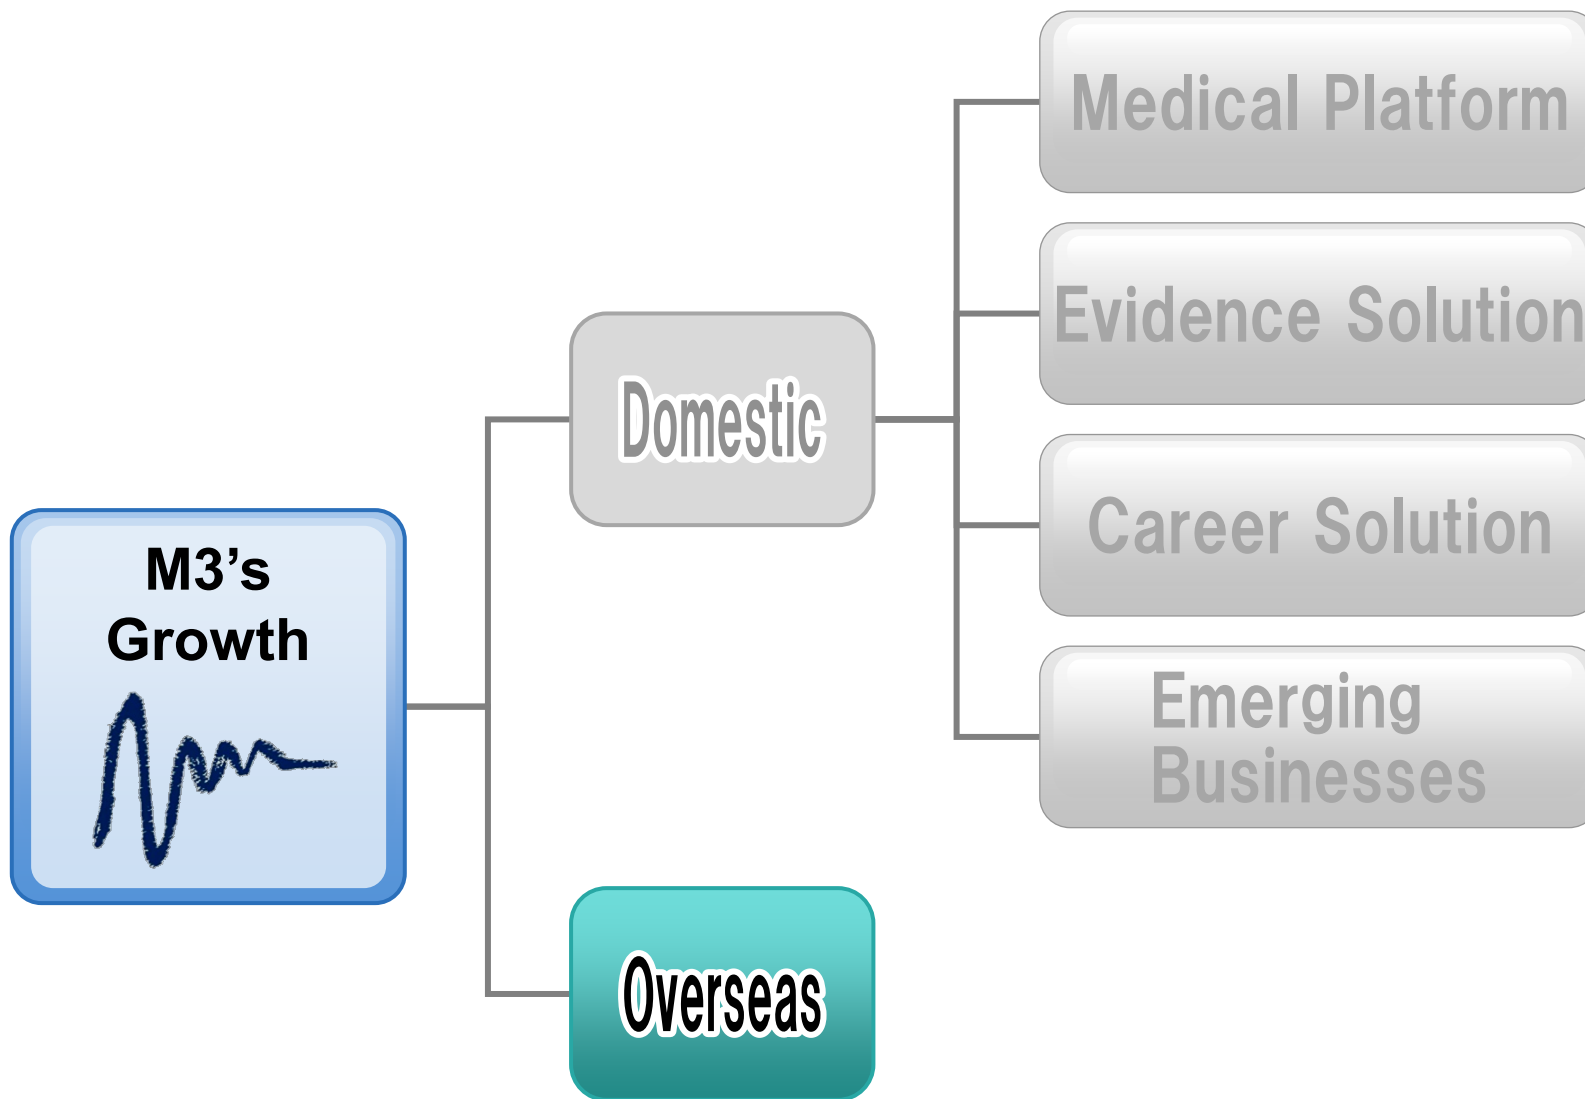 M3’s
Growth
Domestic
Overseas
Medical Platform
Evidence Solution
Career Solution
Emerging
Businesses